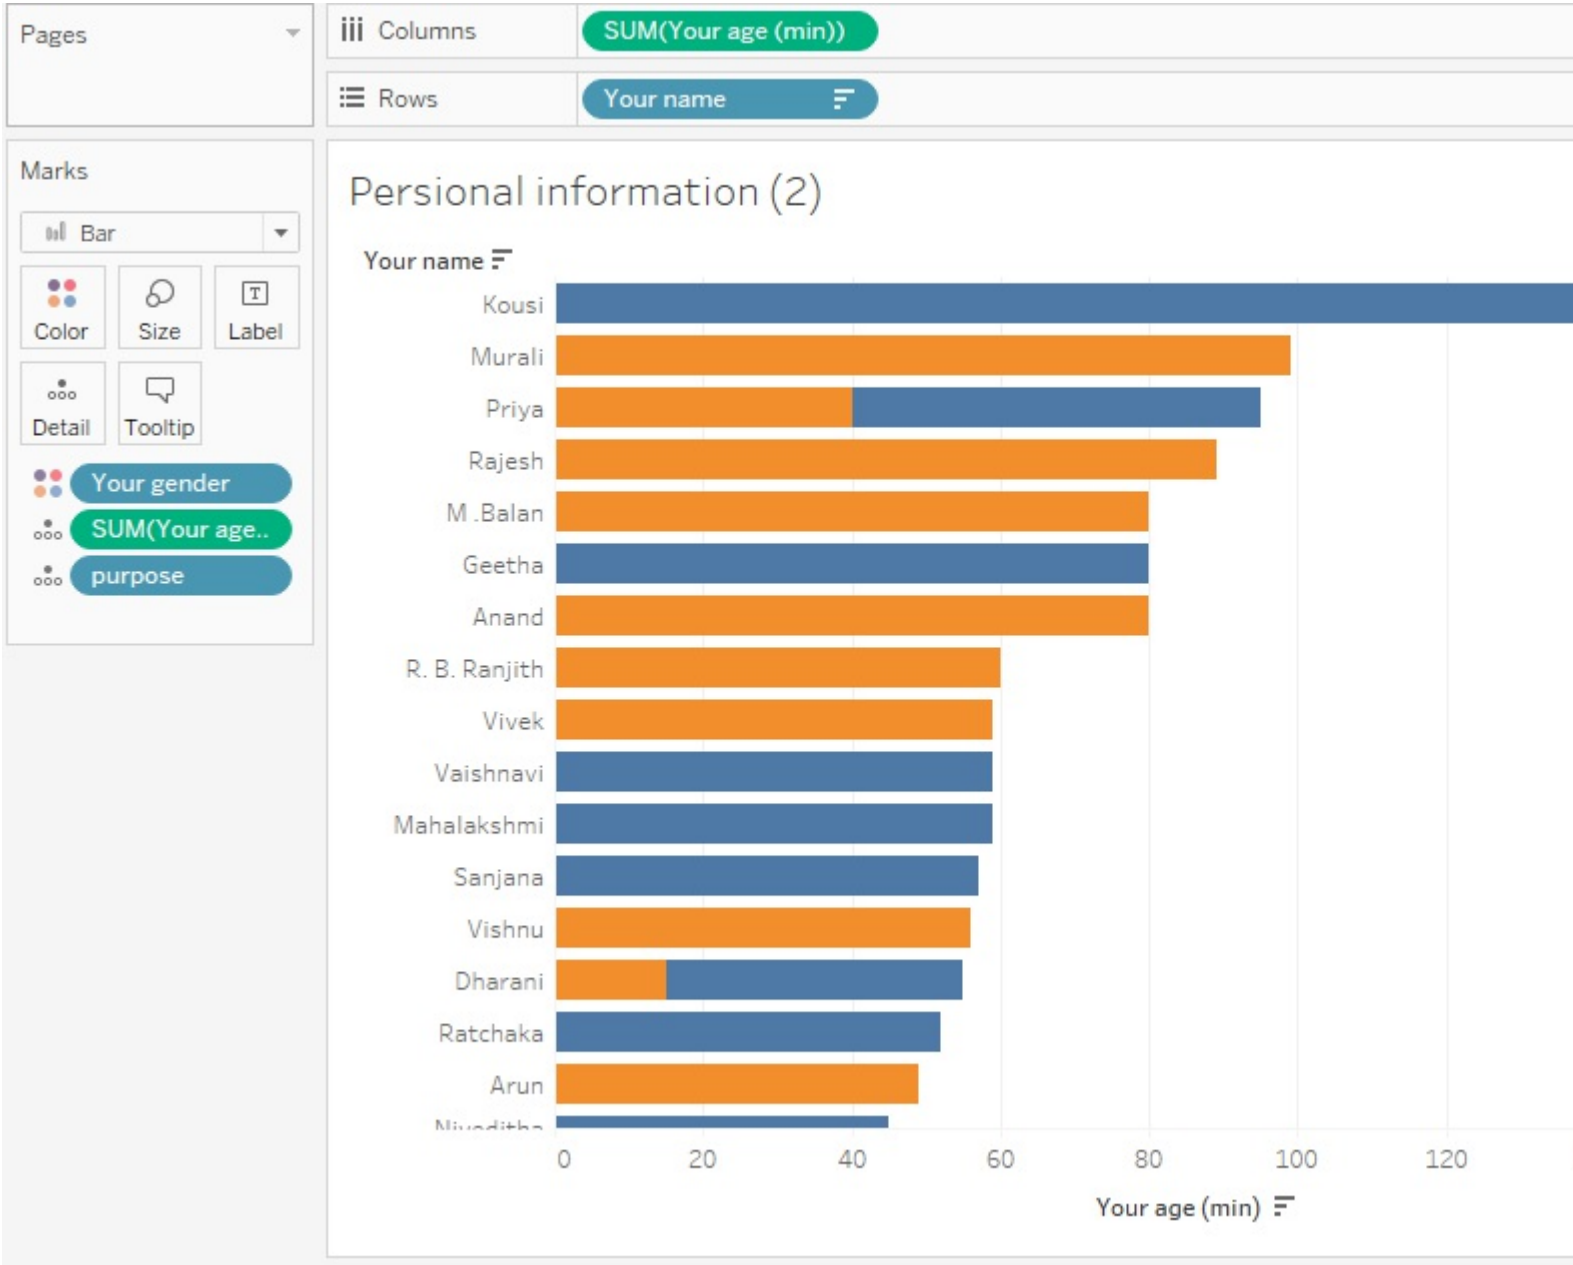 Pages
Columns
SUM(Your age (min))
Rows
Your name
Marks
Bar
Color
Size
Label
Detail
Tooltip
Your gender
SUM(Your age..
purpose
Persional information (2)
Your name
Kousi
Murali
Priya
Rajesh
M .Balan
Geetha
Anand
R. B. Ranjith
Vivek
Vaishnavi
Mahalakshmi
Sanjana
Vishnu
Dharani
Ratchaka
Arun
Niveditha
0 20 40 60 80 100 120
Your age (min)